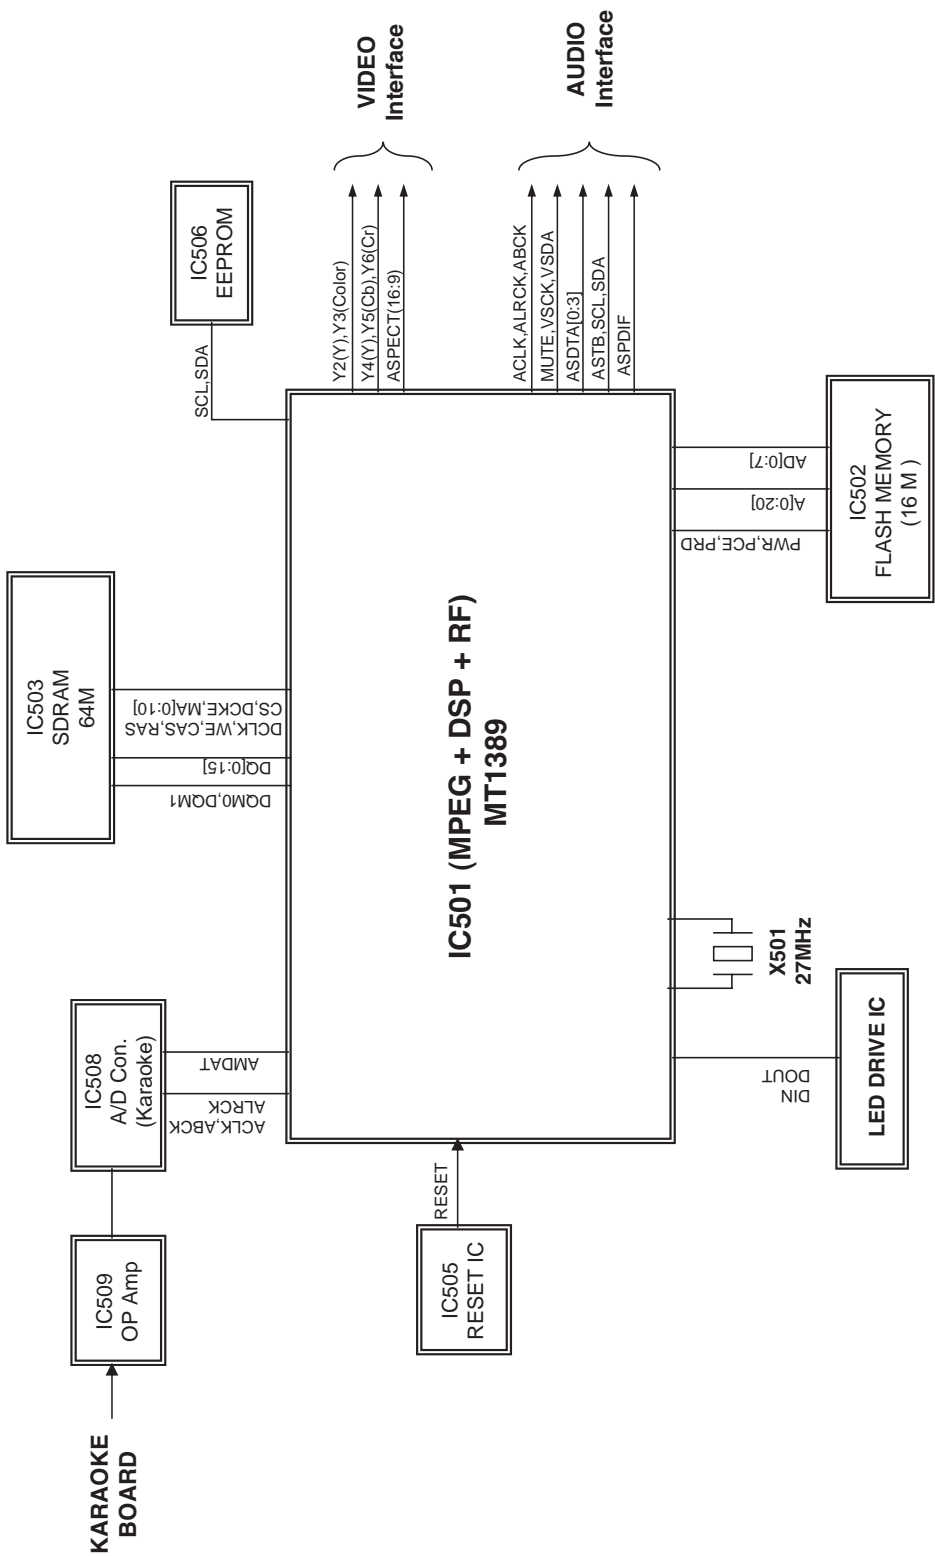 KARAOKE
BOARD
IC509
OP Amp
IC508
A/D Con.
(Karaoke)
ACLK,ABCK
ALRCK
AMDAT
IC503
SDRAM
64M
DQM0,DQM1
DQ[0:15]
DCLK,WE,CAS,RAS
CS,DCKE,MA[0:10]
IC506
EEPROM
SCL,SDA
IC505
RESET IC
RESET
IC501 (MPEG + DSP + RF)
MT1389
Y2(Y),Y3(Color)
Y4(Y),Y5(Cb),Y6(Cr)
ASPECT(16:9)
VIDEO
Interface
ACLK,ALRCK,ABCK
MUTE,VSCK,VSDA
ASDTA[0:3]
ASTB,SCL,SDA
ASPDIF
AUDIO
Interface
DIN
DOUT
LED DRIVE IC
X501
27MHz
PWR,PCE,PRD
A[0:20]
AD[0:7]
IC502
FLASH MEMORY
(16 M )